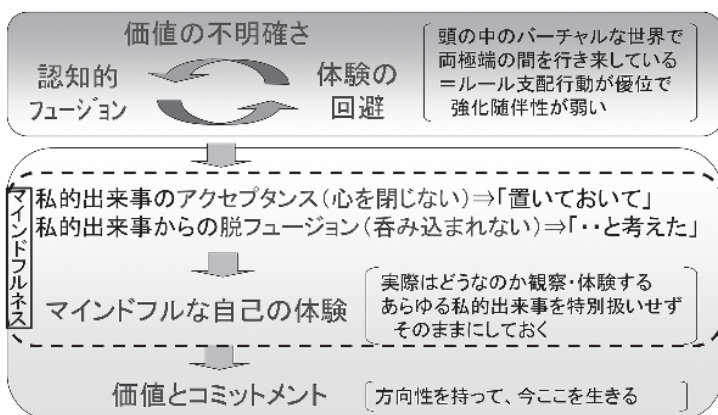 価値の不明確さ
認知的
フュージョン
体験の
回避
頭の中のバーチャルな世界で
両極端の間を行き来している
＝ルール支配行動が優位で
強化随伴性が弱い
マインドフルネス
私的出来事のアクセプタンス（心を閉じない）⇒「置いておいて」
私的出来事からの脱フュージョン（呑み込まれない）⇒「‥と考えた」
マインドフルな自己の体験
実際はどうなのか観察・体験する
あらゆる私的出来事を特別扱いせず
そのままにしておく
価値とコミットメント
方向性を持って、今ここを生きる